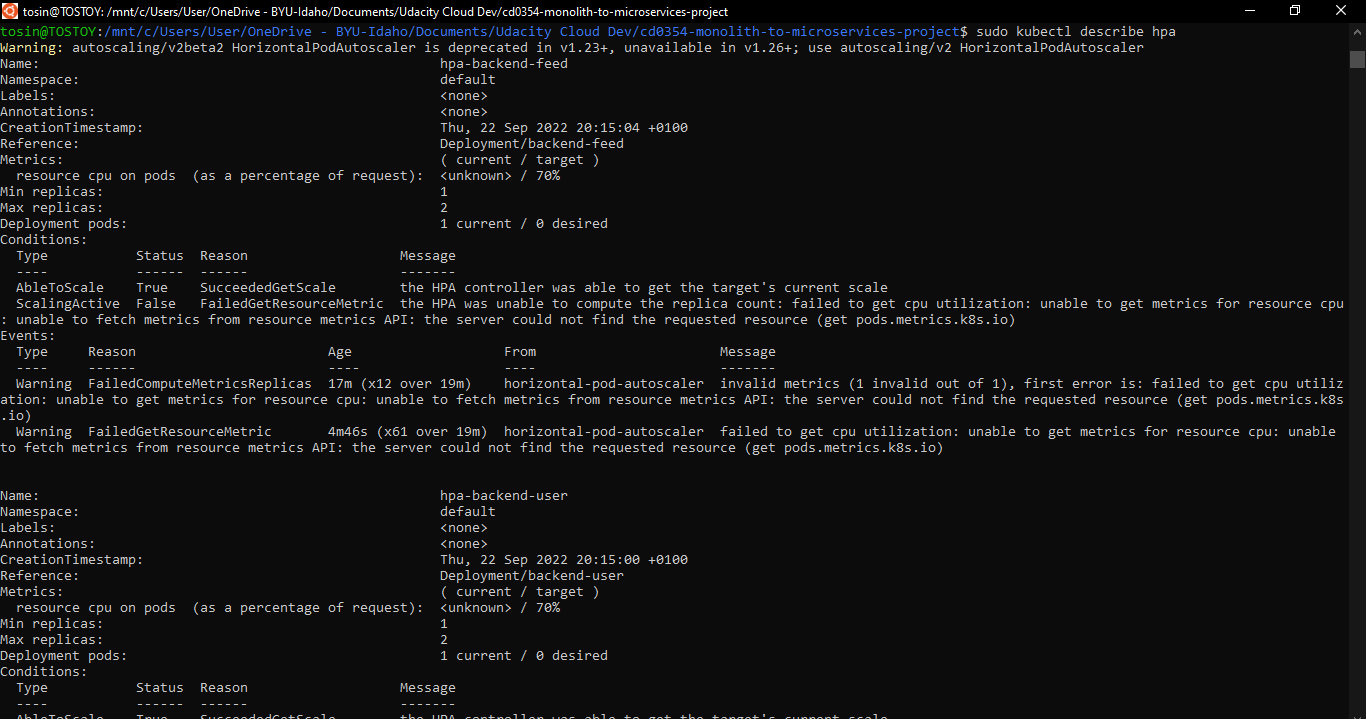 tosin@TOSTOY: /mnt/c/Users/User/OneDrive - BYU-Idaho/Documents/Udacity Cloud Dev/cd0354-monolith-to-microservices-project
tosin@TOSTOY:/mnt/c/Users/User/OneDrive - BYU-Idaho/Documents/Udacity Cloud Dev/cd0354-monolith-to-microservices-project$ sudo kubectl describe hpa
Warning: autoscaling/v2beta2 HorizontalPodAutoscaler is deprecated in v1.23+, unavailable in v1.26+; use autoscaling/v2 HorizontalPodAutoscaler
Name: hpa-backend-feed
Namespace: default
Labels: <none>
Annotations: <none>
CreationTimestamp: Thu, 22 Sep 2022 20:15:04 +0100
Reference: Deployment/backend-feed
Metrics: ( current / target )
resource cpu on pods (as a percentage of request): <unknown> / 70%
Min replicas: 1
Max replicas: 2
Deployment pods: 1 current / 0 desired
Conditions:
Type Status Reason Message
---- ------ ------ -------
AbleToScale True SucceededGetScale the HPA controller was able to get the target's current scale
ScalingActive False FailedGetResourceMetric the HPA was unable to compute the replica count: failed to get cpu utilization: unable to get metrics for resource cpu
: unable to fetch metrics from resource metrics API: the server could not find the requested resource (get pods.metrics.k8s.io)
Events:
Type Reason Age From Message
---- ------ ---- ---- -------
Warning FailedComputeMetricsReplicas 17m (x12 over 19m) horizontal-pod-autoscaler invalid metrics (1 invalid out of 1), first error is: failed to get cpu utiliz
ation: unable to get metrics for resource cpu: unable to fetch metrics from resource metrics API: the server could not find the requested resource (get pods.metrics.k8s
.io)
Warning FailedGetResourceMetric 4m46s (x61 over 19m) horizontal-pod-autoscaler failed to get cpu utilization: unable to get metrics for resource cpu: unable
to fetch metrics from resource metrics API: the server could not find the requested resource (get pods.metrics.k8s.io)
Name: hpa-backend-user
Namespace: default
Labels: <none>
Annotations: <none>
CreationTimestamp: Thu, 22 Sep 2022 20:15:00 +0100
Reference: Deployment/backend-user
Metrics: ( current / target )
resource cpu on pods (as a percentage of request): <unknown> / 70%
Min replicas: 1
Max replicas: 2
Deployment pods: 1 current / 0 desired
Conditions:
Type Status Reason Message
---- ------ ------ -------
AbleToScale True SucceededGetScale the HPA controller was able to get the target's current scale